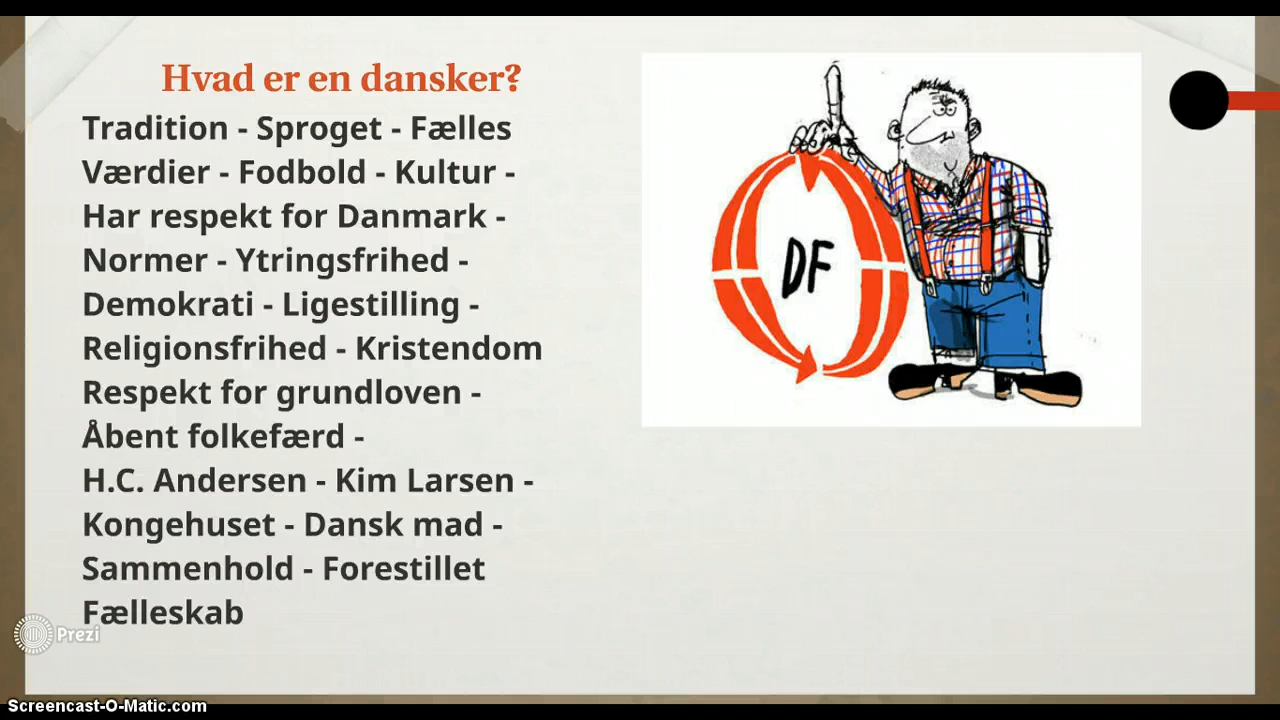 Hvad er en dansker?
Tradition - Sproget - Fælles
Værdier - Fodbold - Kultur -
Har respekt for Danmark -
Normer - Ytringsfrihed -
Demokrati - Ligestilling -
Religionsfrihed - Kristendom
Respekt for grundloven -
Åbent folkefærd -
H.C. Andersen - Kim Larsen -
Kongehuset - Dansk mad -
Sammenhold - Forestillet
Fælleskab
DF
Prezi
Screencast-O-Matic.com